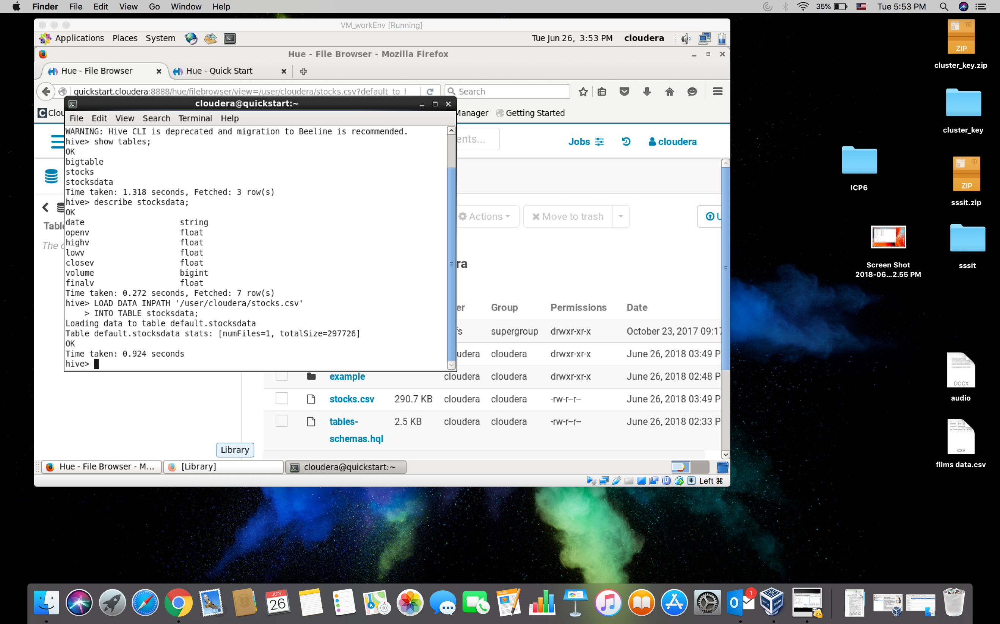 Finder File Edit View Go Window Help 35% Tue 5:53 PM
VM_workEnv [Running]
Applications Places System Tue Jun 26, 3:53 PM cloudera
Hue - File Browser - Mozilla Firefox
Hue - File Browser Hue - Quick Start
quickstart.cloudera:8888/hue/filebrowser/view=/user/cloudera/stocks.csv?default_to_ Search
cloudera@quickstart:~
Clou Manager Getting Started
File Edit View Search Terminal Help
WARNING: Hive CLI is deprecated and migration to Beeline is recommended.
hive> show tables;
OK
bigtable
stocks
stocksdata
Time taken: 1.318 seconds, Fetched: 3 row(s)
hive> describe stocksdata;
OK
date string
openv float
highv float
lowv float
closev float
volume bigint
finalv float
Time taken: 0.272 seconds, Fetched: 7 row(s)
hive> LOAD DATA INPATH '/user/cloudera/stocks.csv'
> INTO TABLE stocksdata;
Loading data to table default.stocksdata
Table default.stocksdata stats: [numFiles=1, totalSize=297726]
OK
Time taken: 0.924 seconds
hive>
ents... Jobs cloudera
Tabl
The
Actions Move to trash U
ra
er Group Permissions Date
fs supergroup drwxr-xr-x October 23, 2017 09:17
udera cloudera drwxr-xr-x June 26, 2018 03:49 P
example cloudera cloudera drwxr-xr-x June 26, 2018 02:48 P
stocks.csv 290.7 KB cloudera cloudera -rw-r--r-- June 26, 2018 03:49 P
tables-
schemas.hql 2.5 KB cloudera cloudera -rw-r--r-- June 26, 2018 02:33 P
Library
Hue - File Browser - M... [Library] cloudera@quickstart:~
Left ⌘
ZIP
cluster_key.zip
cluster_key
ICP6
ZIP
sssit.zip
Screen Shot
2018-06...2.55 PM
sssit
DOCX
audio
CSV
films data.csv
JUN
26
3D
PAGES
1
2.6
DOCX